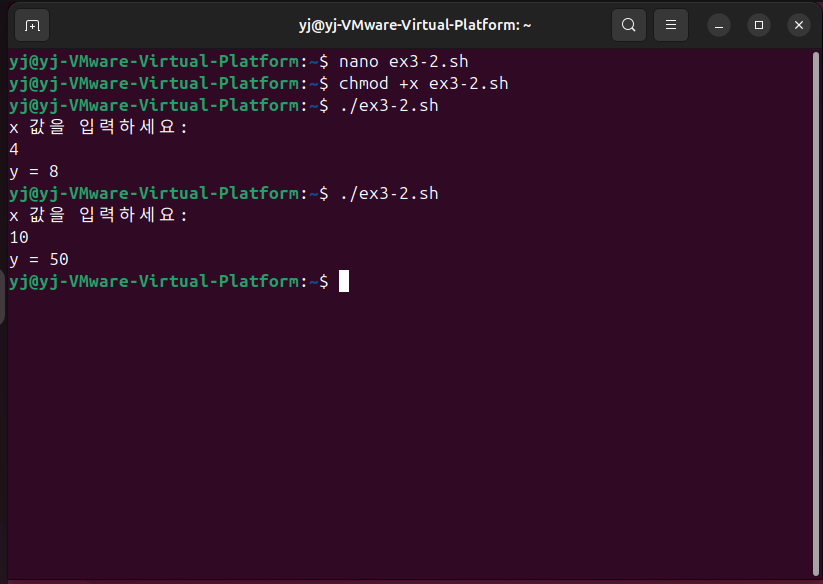 yj@yj-VMware-Virtual-Platform: ~
yj@yj-VMware-Virtual-Platform:~$ nano ex3-2.sh
yj@yj-VMware-Virtual-Platform:~$ chmod +x ex3-2.sh
yj@yj-VMware-Virtual-Platform:~$ ./ex3-2.sh
x 값을 입력하세요:
4
y = 8
yj@yj-VMware-Virtual-Platform:~$ ./ex3-2.sh
x 값을 입력하세요:
10
y = 50
yj@yj-VMware-Virtual-Platform:~$